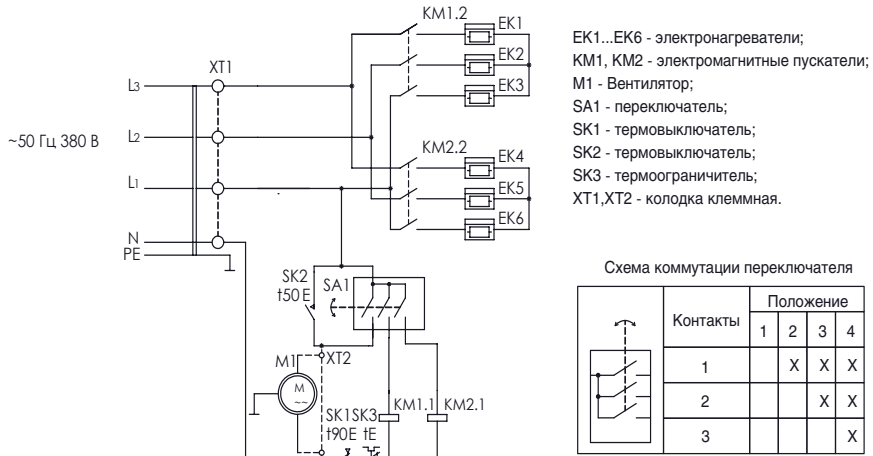 KM1.2
EK1
EK2
EK3
XT1
L3
~50 Гц 380 В
L2
L1
KM2.2
EK4
EK5
EK6
N
PE
SK2
t50 E
SA1
M1
XT2
M
~~
SK1 SK3
t90E tE
KM1.1
KM2.1
EK1...EK6 - электронагреватели;
KM1, KM2 - электромагнитные пускатели;
M1 - Вентилятор;
SA1 - переключатель;
SK1 - термовыключатель;
SK2 - термовыключатель;
SK3 - термоограничитель;
XT1,XT2 - колодка клеммная.
Схема коммутации переключателя
Контакты Положение
1 2 3 4
1 X X X
2 X X
3 X